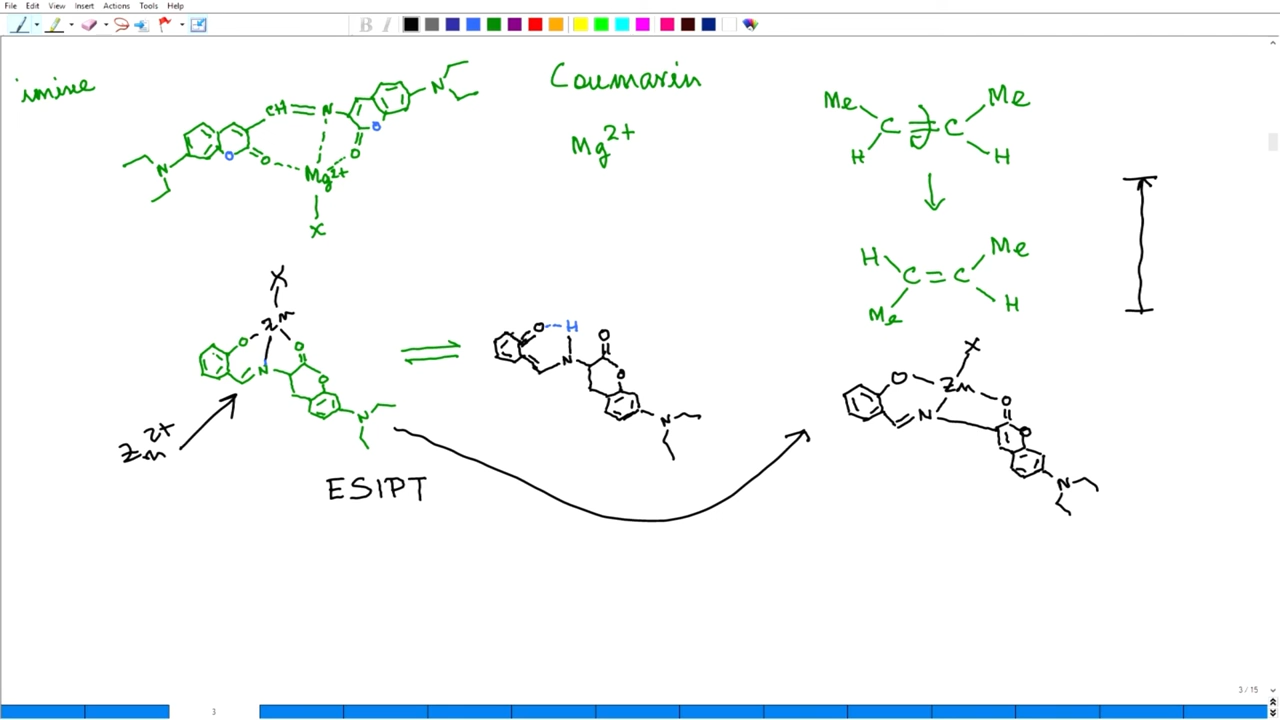 File Edit View Insert Actions Tools Help
B I
imine
Coumarin
Mg2+
CH = N
N
O
O
O
O
N
Mg2+
X
Me
Me
C = C
H
H
H
Me
C = C
Me
H
X
Zn
O
O
N
O
N
Zn2+
ESIPT
O -- H
O
N
O
N
X
O
Zn
O
N
O
N
3 / 15
3